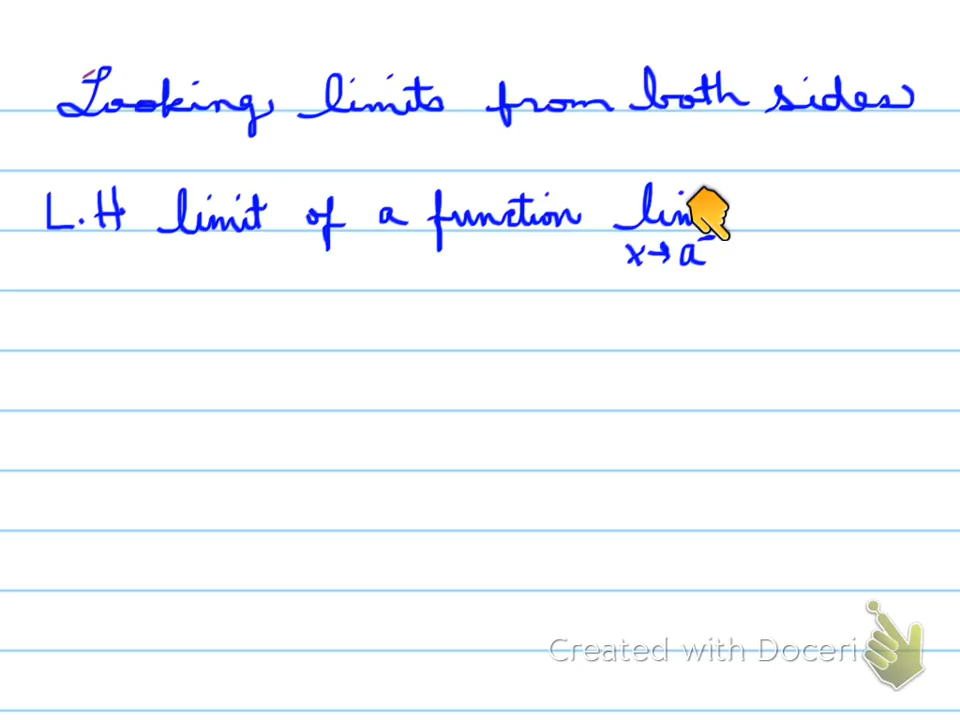 Looking limits from both sides
L.H limit of a function lim
x→a⁻
Created with Doceri